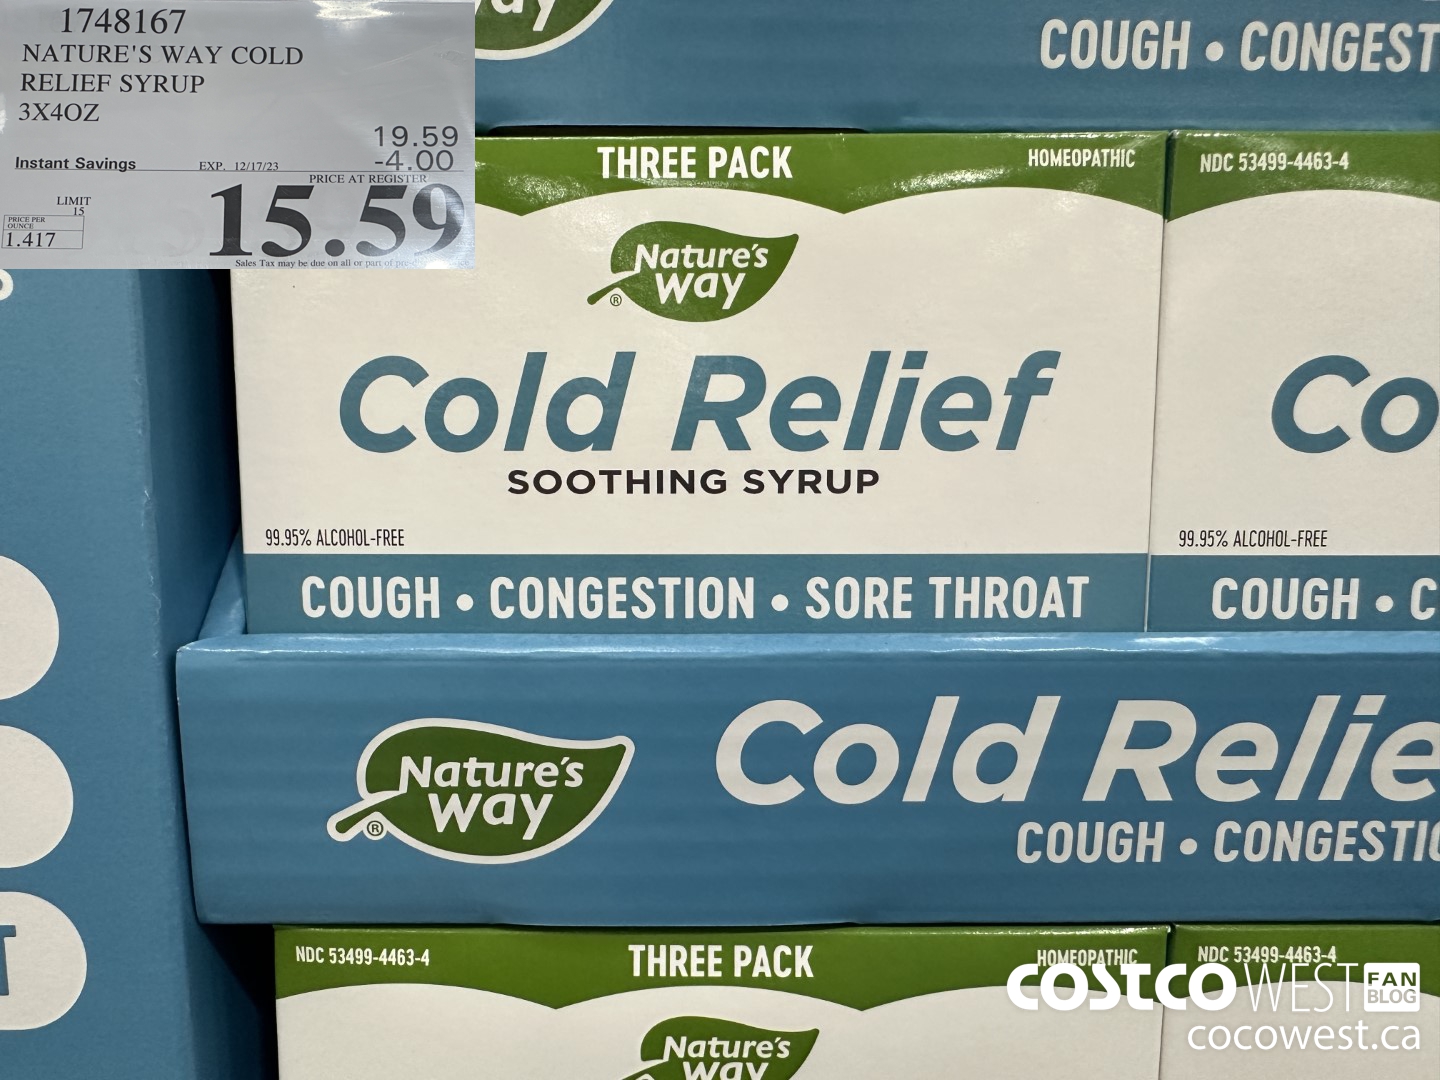 1748167
NATURE'S WAY COLD
RELIEF SYRUP
3X4OZ
19.59
Instant Savings EXP. 12/17/23 -4.00
PRICE AT REGISTER
15.59
LIMIT
15
PRICE PER
OUNCE
1.417
Sales Tax may be due on all or part of
COUGH • CONGEST
THREE PACK
HOMEOPATHIC
NDC 53499-4463-4
Nature's
Way
®
Cold Relief
Co
SOOTHING SYRUP
99.95% ALCOHOL-FREE
99.95% ALCOHOL-FREE
COUGH • CONGESTION • SORE THROAT
COUGH • C
Nature's
Way
®
Cold Relie
COUGH • CONGESTIO
NDC 53499-4463-4
THREE PACK
HOMEOPATHIC
NDC 53499-4463-4
Nature's
Way
COSTCO WEST FAN BLOG
cocowest.ca